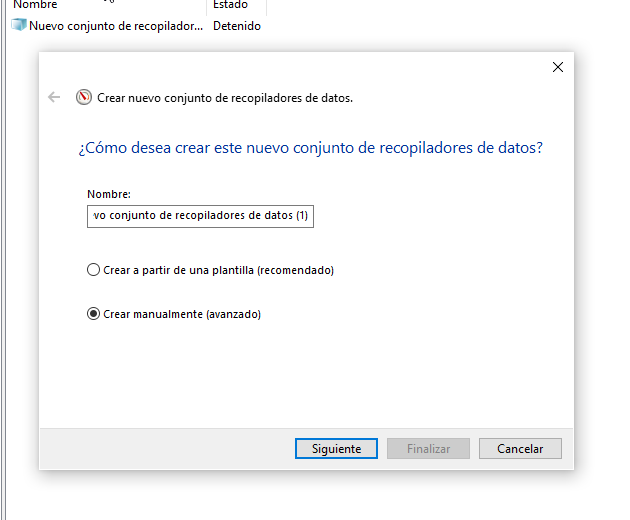 Nombre Estado
Nuevo conjunto de recopilador... Detenido
Crear nuevo conjunto de recopiladores de datos.
¿Cómo desea crear este nuevo conjunto de recopiladores de datos?
Nombre:
vo conjunto de recopiladores de datos (1)
Crear a partir de una plantilla (recomendado)
Crear manualmente (avanzado)
Siguiente Finalizar Cancelar